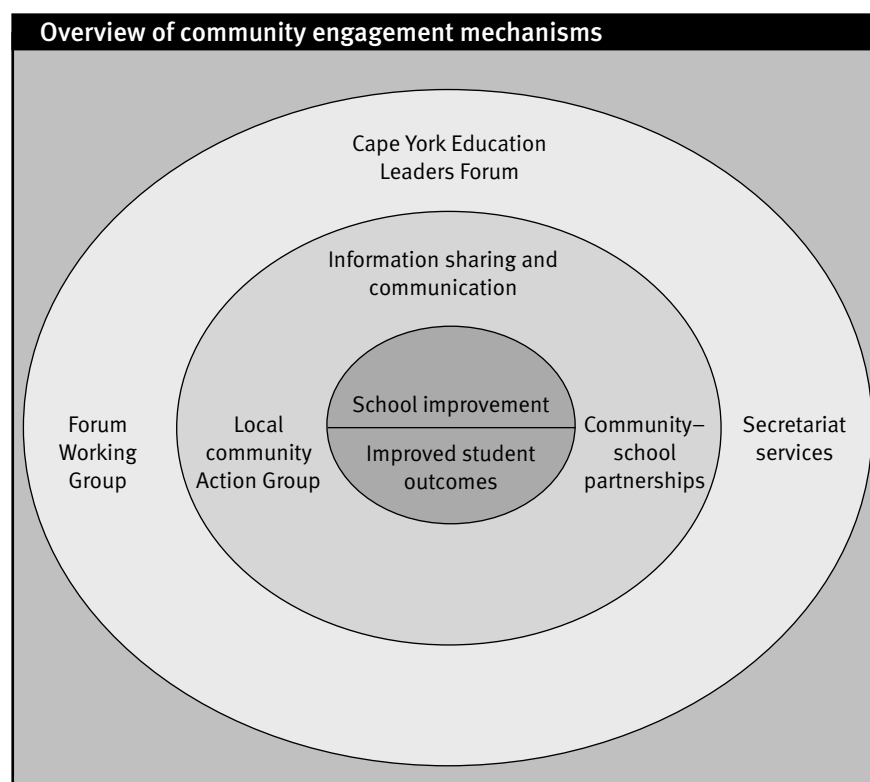 Overview of community engagement mechanisms
Cape York Education
Leaders Forum
Information sharing and
communication
School improvement
Improved student
outcomes
Forum
Working
Group
Local
community
Action Group
Community–
school
partnerships
Secretariat
services